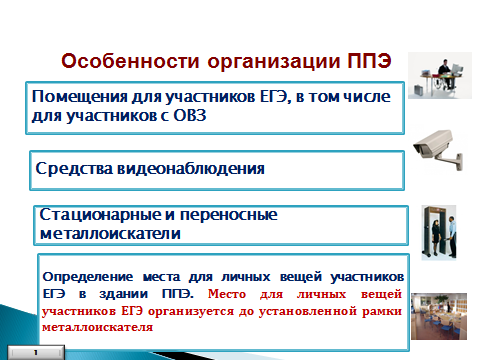 Особенности организации ППЭ
Помещения для участников ЕГЭ, в том числе
для участников с ОВЗ
Средства видеонаблюдения
Стационарные и переносные
металлоискатели
Определение места для личных вещей участников
ЕГЭ в здании ППЭ. Место для личных вещей
участников ЕГЭ организуется до установленной рамки
металлоискателя
1